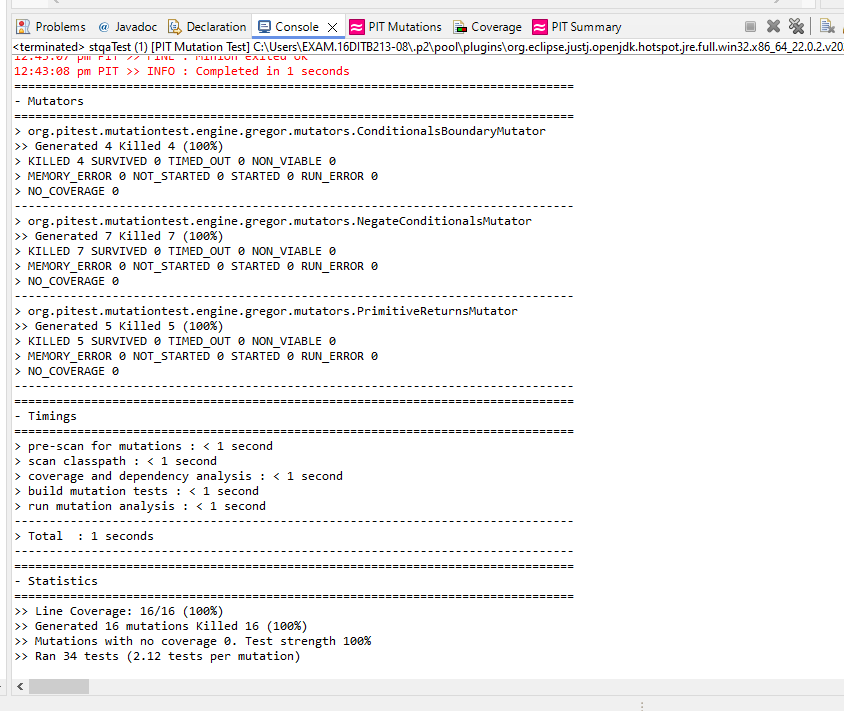 Problems @ Javadoc Declaration Console PIT Mutations Coverage PIT Summary
<terminated> stqaTest (1) [PIT Mutation Test] C:\Users\EXAM.16DITB213-08\.p2\pool\plugins\org.eclipse.justj.openjdk.hotspot.jre.full.win32.x86_64_22.0.2.v20
12:43:07 pm PIT >> FINE : Minion exited ok
12:43:08 pm PIT >> INFO : Completed in 1 seconds
================================================================================
- Mutators
================================================================================
> org.pitest.mutationtest.engine.gregor.mutators.ConditionalsBoundaryMutator
>> Generated 4 Killed 4 (100%)
> KILLED 4 SURVIVED 0 TIMED_OUT 0 NON_VIABLE 0
> MEMORY_ERROR 0 NOT_STARTED 0 STARTED 0 RUN_ERROR 0
> NO_COVERAGE 0
--------------------------------------------------------------------------------
> org.pitest.mutationtest.engine.gregor.mutators.NegateConditionalsMutator
>> Generated 7 Killed 7 (100%)
> KILLED 7 SURVIVED 0 TIMED_OUT 0 NON_VIABLE 0
> MEMORY_ERROR 0 NOT_STARTED 0 STARTED 0 RUN_ERROR 0
> NO_COVERAGE 0
--------------------------------------------------------------------------------
> org.pitest.mutationtest.engine.gregor.mutators.PrimitiveReturnsMutator
>> Generated 5 Killed 5 (100%)
> KILLED 5 SURVIVED 0 TIMED_OUT 0 NON_VIABLE 0
> MEMORY_ERROR 0 NOT_STARTED 0 STARTED 0 RUN_ERROR 0
> NO_COVERAGE 0
--------------------------------------------------------------------------------
================================================================================
- Timings
================================================================================
> pre-scan for mutations : < 1 second
> scan classpath : < 1 second
> coverage and dependency analysis : < 1 second
> build mutation tests : < 1 second
> run mutation analysis : < 1 second
--------------------------------------------------------------------------------
> Total  : 1 seconds
--------------------------------------------------------------------------------
================================================================================
- Statistics
================================================================================
>> Line Coverage: 16/16 (100%)
>> Generated 16 mutations Killed 16 (100%)
>> Mutations with no coverage 0. Test strength 100%
>> Ran 34 tests (2.12 tests per mutation)